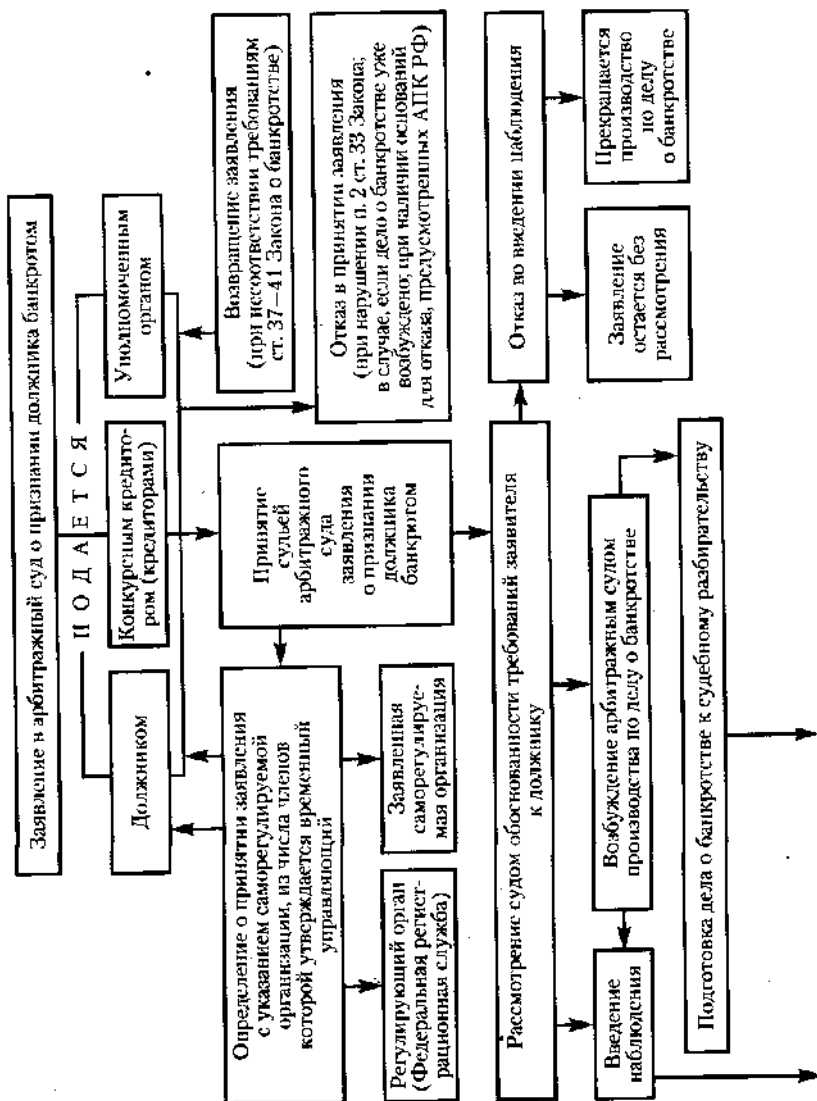 Заявление в арбитражный суд о признании должника банкротом
ПОДАЕТСЯ
Должником
Конкурсным кредито-
ром (кредиторами)
Уполномоченным
органом
Определение о принятии заявления
с указанием саморегулируемой
организации, из числа членов
которой утверждается временный
управляющий
Принятие
судьей
арбитражного
суда
заявления
о признании
должника
банкротом
Возвращение заявления
(при несоответствии требованиям
ст. 37—41 Закона о банкротстве)
Отказ в принятии заявления
(при нарушении п. 2 ст. 33 Закона;
в случае, если дело о банкротстве уже
возбуждено; при наличии оснований
для отказа, предусмотренных АПК РФ)
Регулирующий орган
(Федеральная регист-
рационная служба)
Заявленная
саморегулируе-
мая организация
Рассмотрение судом обоснованности требований заявителя
к должнику
Отказ во введении наблюдения
Введение
наблюдения
Возбуждение арбитражным судом
производства по делу о банкротстве
Заявление
остается без
рассмотрения
Прекращается
производство
по делу
о банкротстве
Подготовка дела о банкротстве к судебному разбирательству